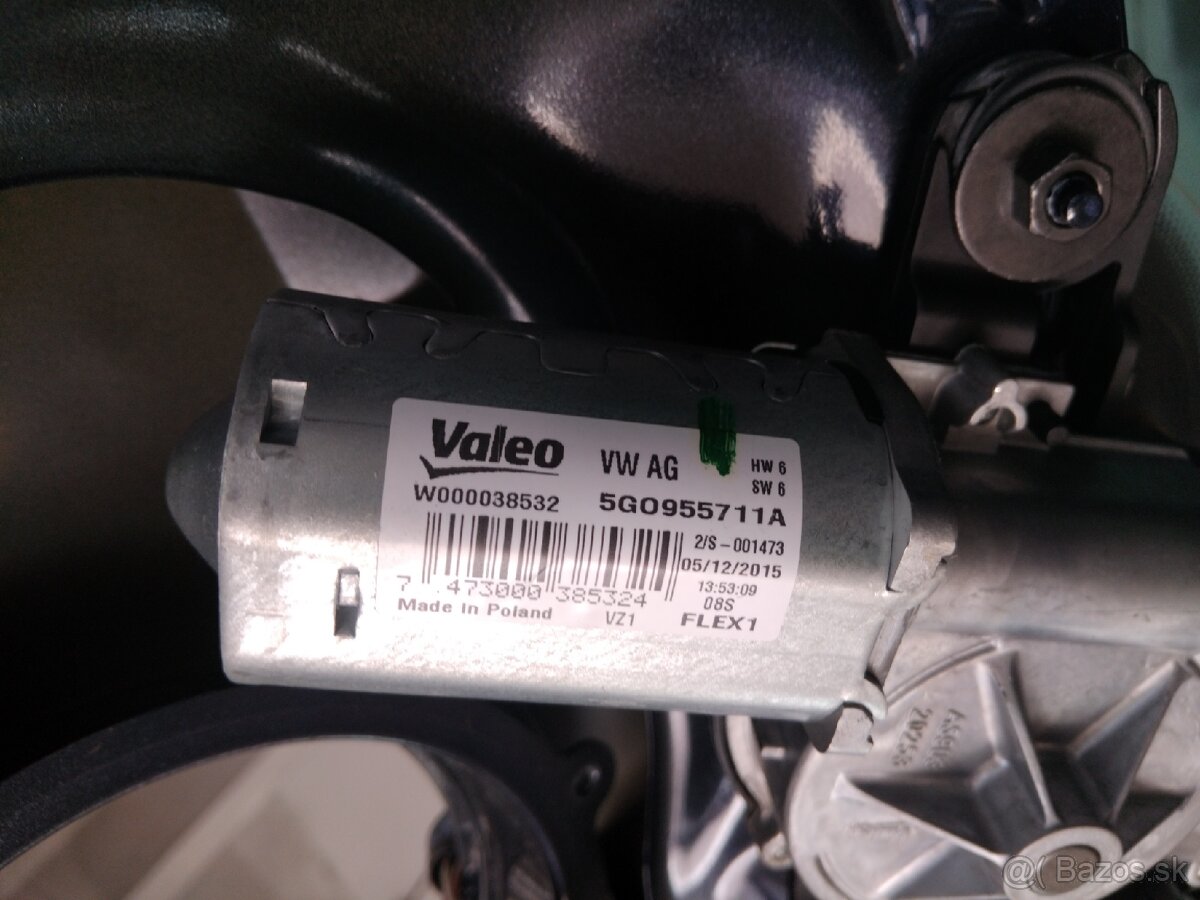 Valeo
VW AG
HW 6
SW 6
W000038532
5G0955711A
2/S-001473
05/12/2015
13:53:09
7 473000 385324
08S
Made in Poland
VZ1
FLEX1
@( Bazos.sk